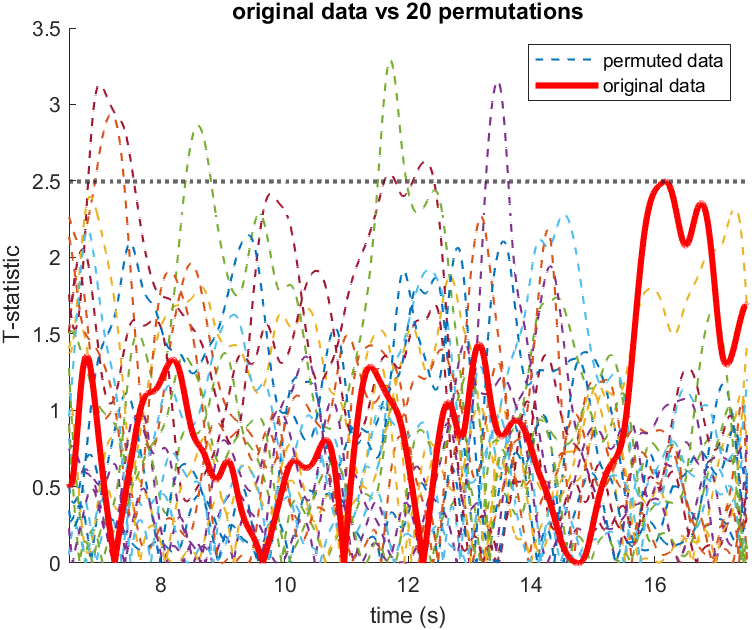 original data vs 20 permutations
3.5
3
2.5
2
1.5
1
0.5
0
T-statistic
permuted data
original data
8
10
12
14
16
time (s)